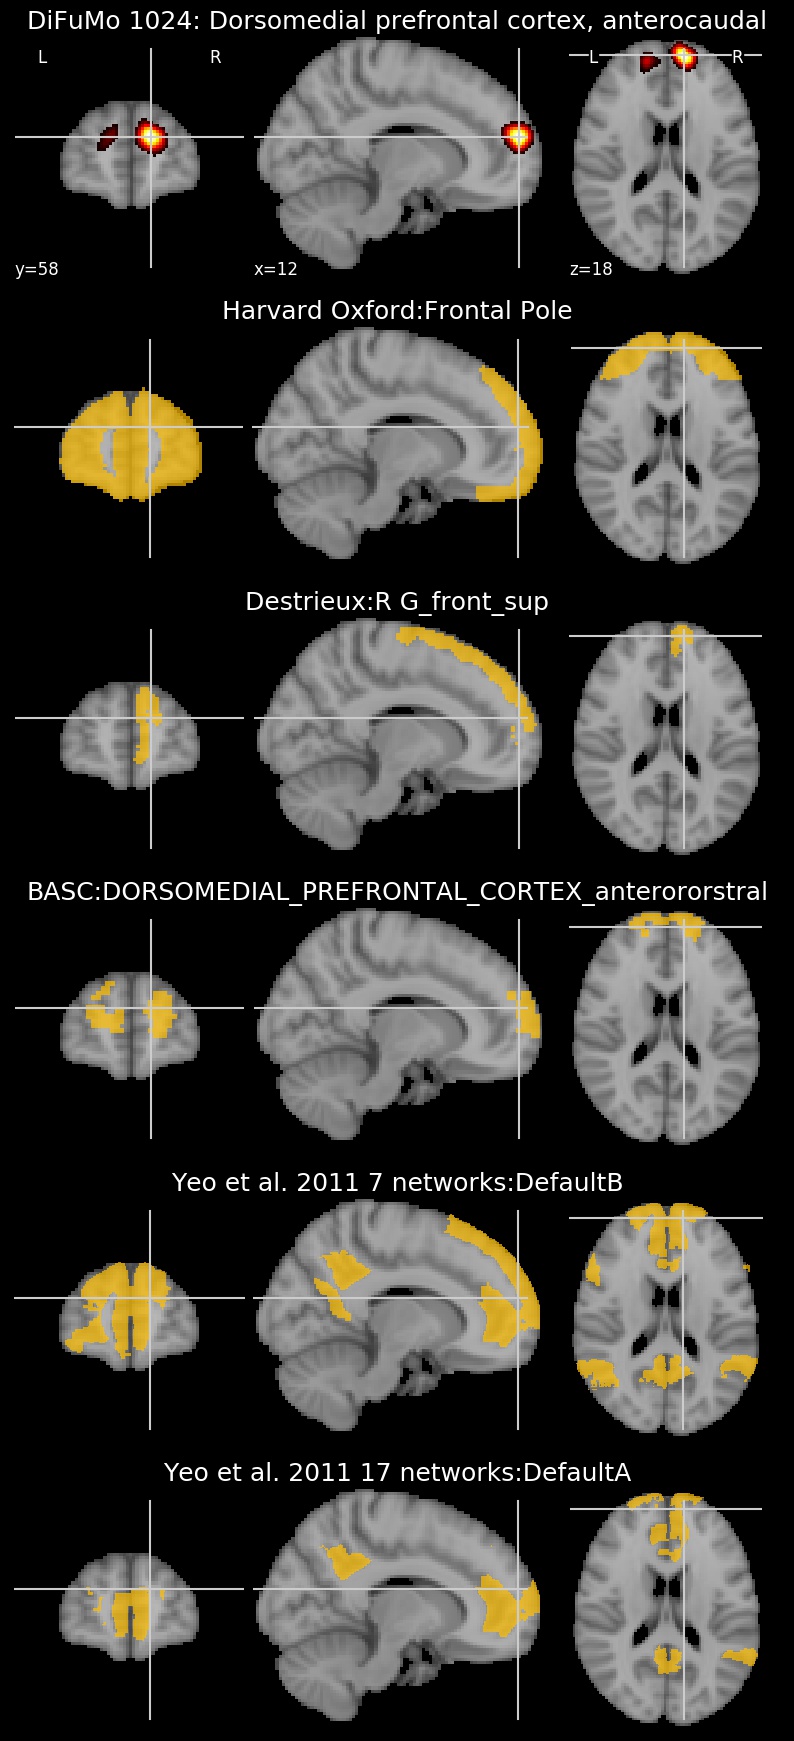 DiFuMo 1024: Dorsomedial prefrontal cortex, anterocaudal
L R L R
y=58 x=12 z=18
Harvard Oxford:Frontal Pole
Destrieux:R G_front_sup
BASC:DORSOMEDIAL_PREFRONTAL_CORTEX_anterororstral
Yeo et al. 2011 7 networks:DefaultB
Yeo et al. 2011 17 networks:DefaultA